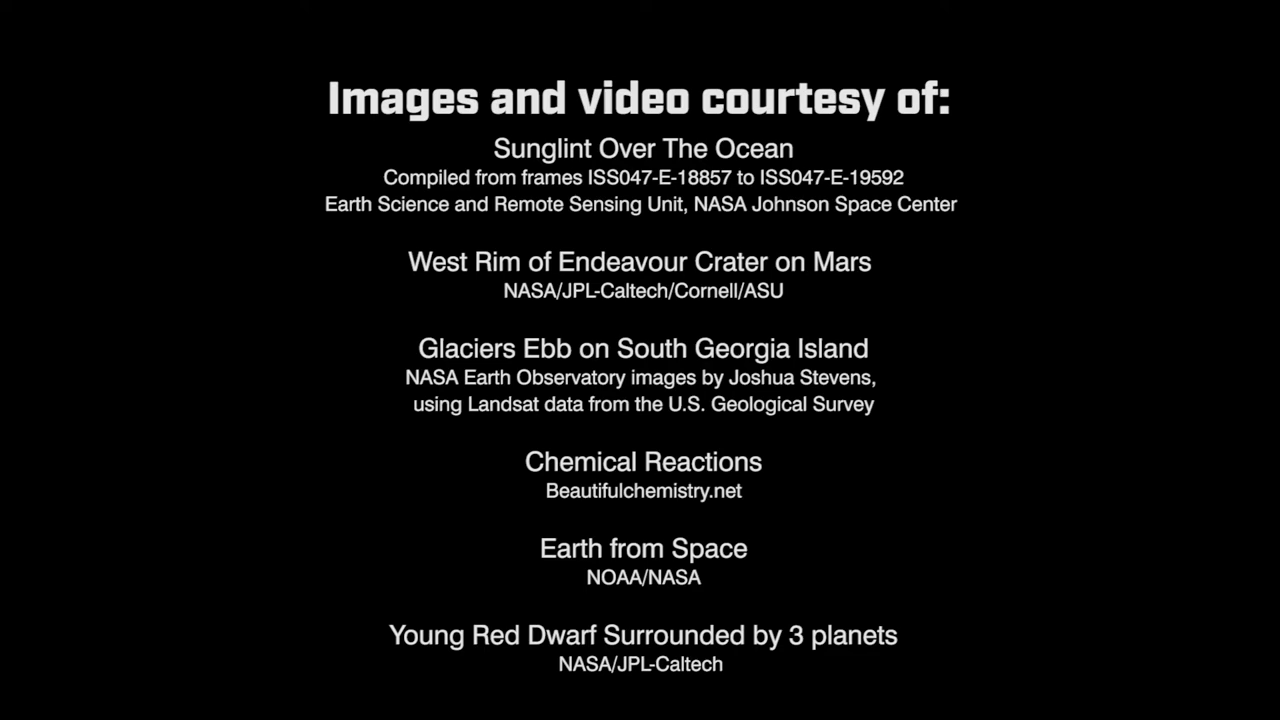 Images and video courtesy of:
Sunglint Over The Ocean
Compiled from frames ISS047-E-18857 to ISS047-E-19592
Earth Science and Remote Sensing Unit, NASA Johnson Space Center
West Rim of Endeavour Crater on Mars
NASA/JPL-Caltech/Cornell/ASU
Glaciers Ebb on South Georgia Island
NASA Earth Observatory images by Joshua Stevens,
using Landsat data from the U.S. Geological Survey
Chemical Reactions
Beautifulchemistry.net
Earth from Space
NOAA/NASA
Young Red Dwarf Surrounded by 3 planets
NASA/JPL-Caltech